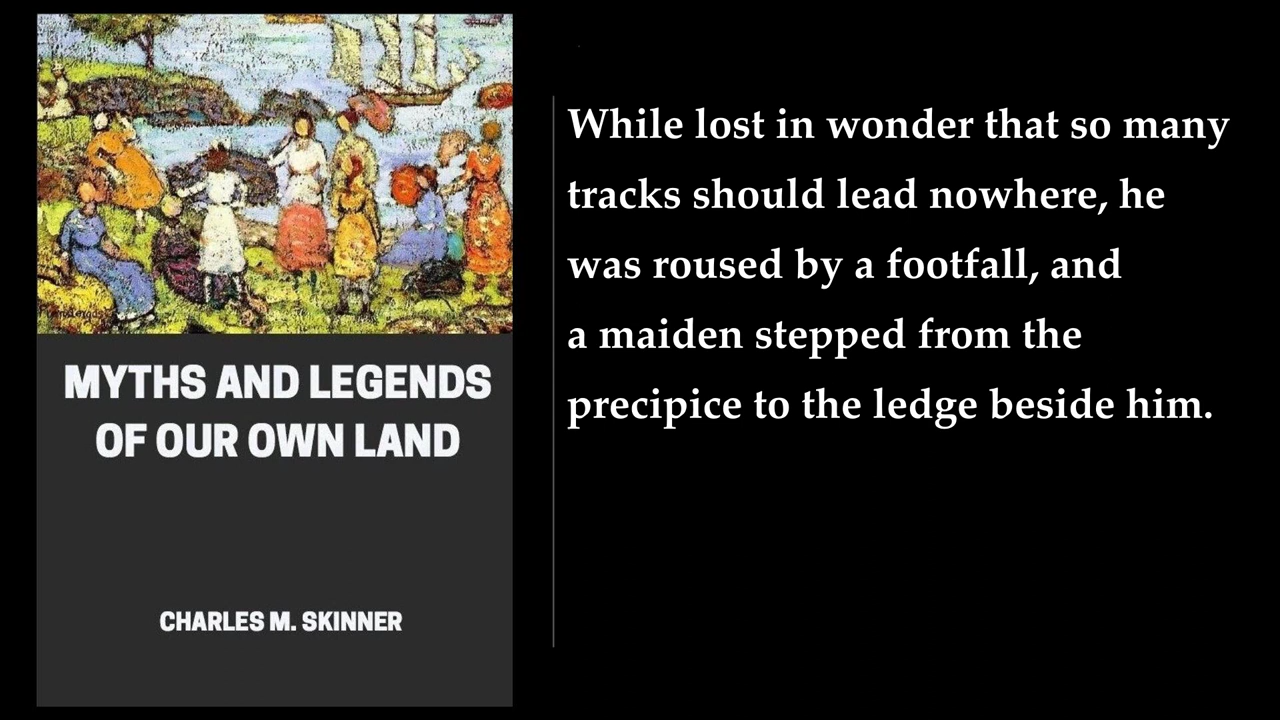 MYTHS AND LEGENDS
OF OUR OWN LAND
CHARLES M. SKINNER
While lost in wonder that so many
tracks should lead nowhere, he
was roused by a footfall, and
a maiden stepped from the
precipice to the ledge beside him.